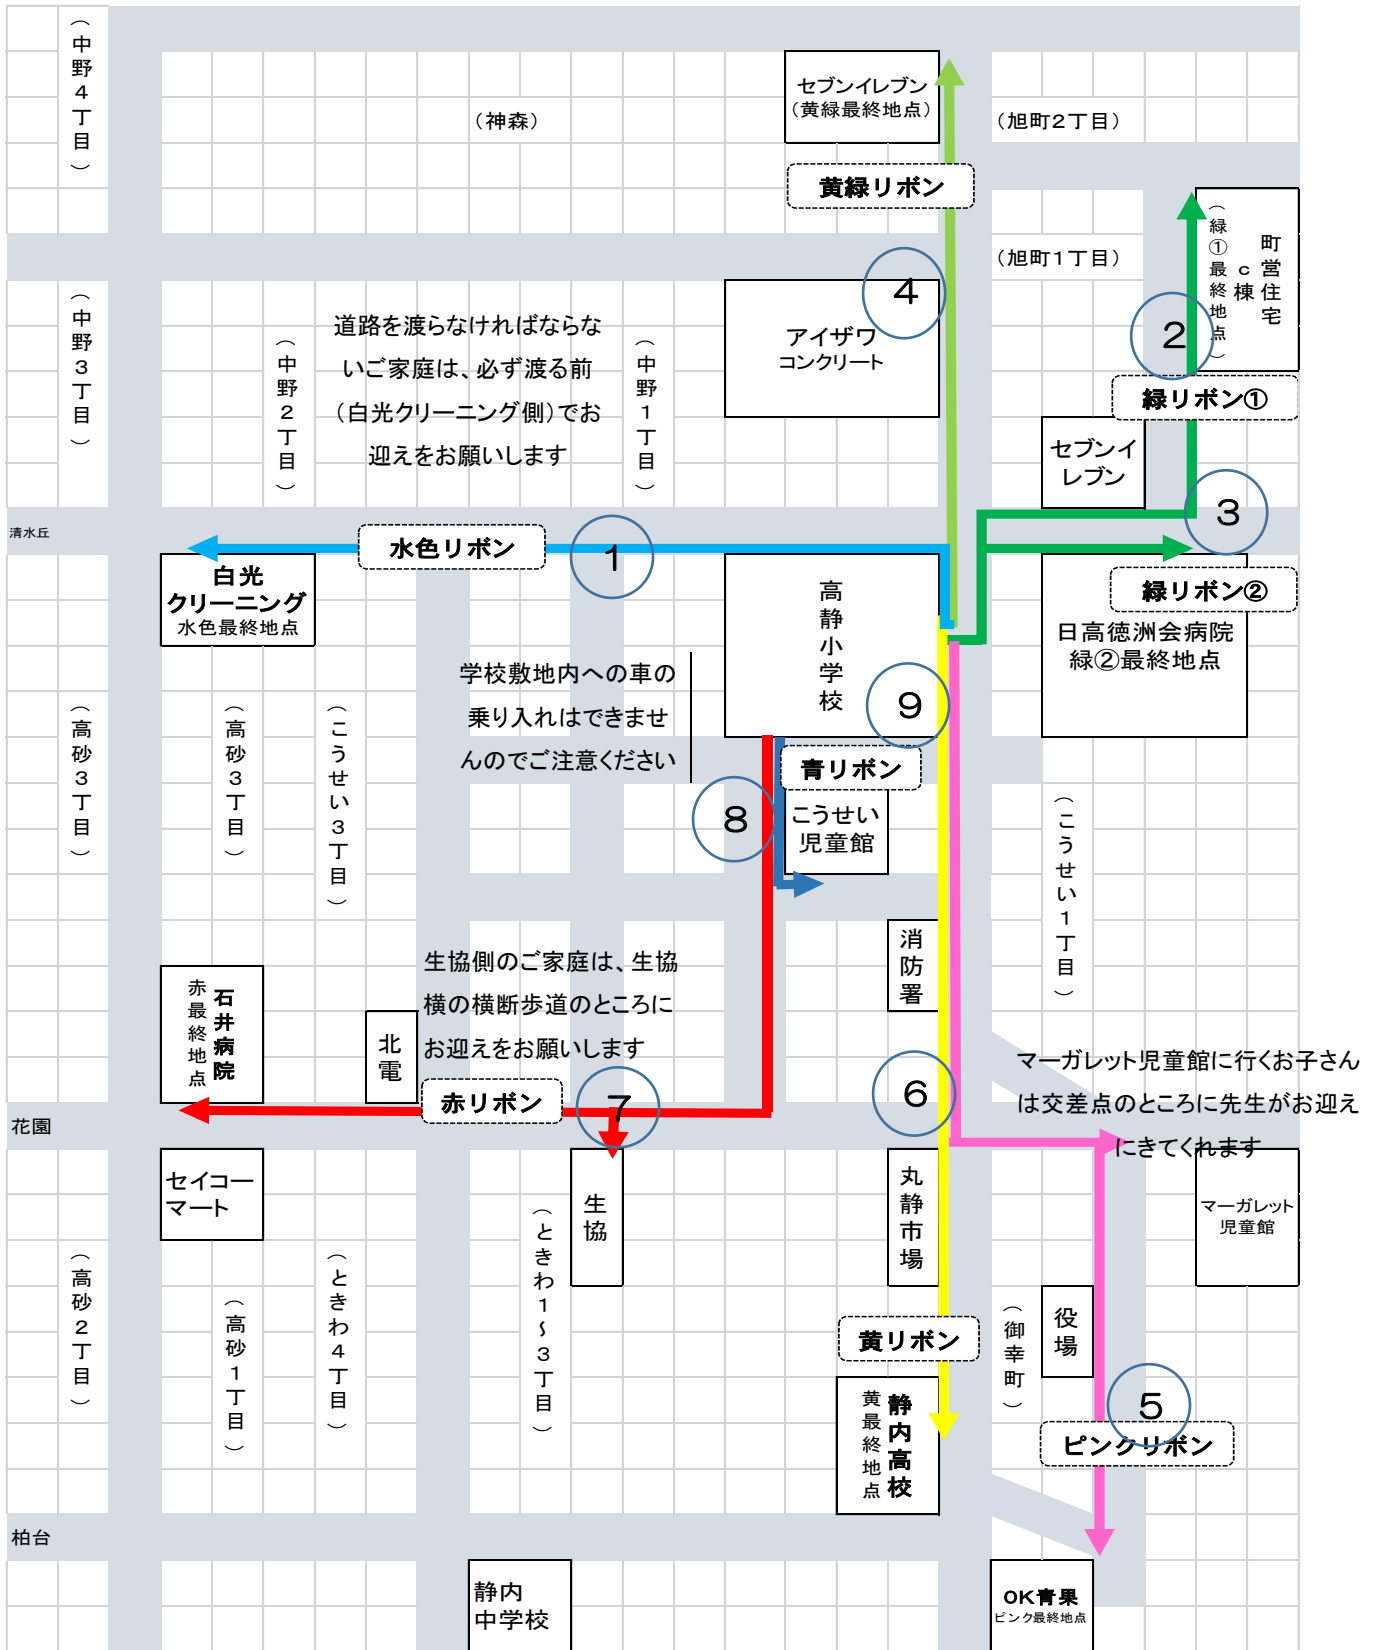 （中野４丁目）
セブンイレブン
（黄緑最終地点）
（神森）
（旭町２丁目）
黄緑リボン
（緑①最終地点）
町営住宅
ｃ棟
（旭町１丁目）
４
（中野３丁目）
（中野２丁目）
道路を渡らなければならな
いご家庭は、必ず渡る前
（白光クリーニング側）でお
迎えをお願いします
（中野１丁目）
アイザワ
コンクリート
２
緑リボン①
セブンイ
レブン
３
清水丘
水色リボン
１
白光
クリーニング
水色最終地点
高静小学校
緑リボン②
日高徳洲会病院
緑②最終地点
学校敷地内への車の
乗り入れはできませ
んのでご注意ください
９
（高砂３丁目）
（高砂３丁目）
（こうせい３丁目）
青リボン
８
こうせい
児童館
（こうせい１丁目）
消防署
生協側のご家庭は、生協
横の横断歩道のところに
お迎えをお願いします
石井病院
赤最終地点
北電
赤リボン
７
６
マーガレット児童館に行くお子さん
は交差点のところに先生がお迎え
にきてくれます
花園
セイコー
マート
生協
丸静市場
マーガレット
児童館
（高砂２丁目）
（高砂１丁目）
（ときわ４丁目）
（ときわ１～３丁目）
黄リボン
（御幸町）
役場
静内高校
黄最終地点
５
ピンクリボン
柏台
静内
中学校
OK青果
ピンク最終地点